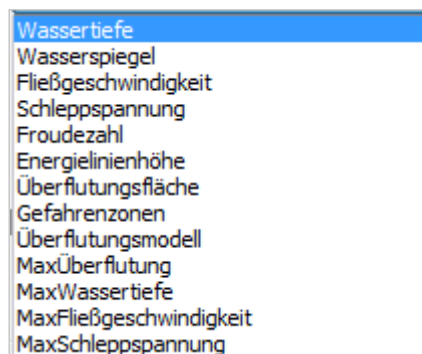 Wassertiefe
Wasserspiegel
Fließgeschwindigkeit
Schleppspannung
Froudezahl
Energielinienhöhe
Überflutungsfläche
Gefahrenzonen
Überflutungsmodell
MaxÜberflutung
MaxWassertiefe
MaxFließgeschwindigkeit
MaxSchleppspannung